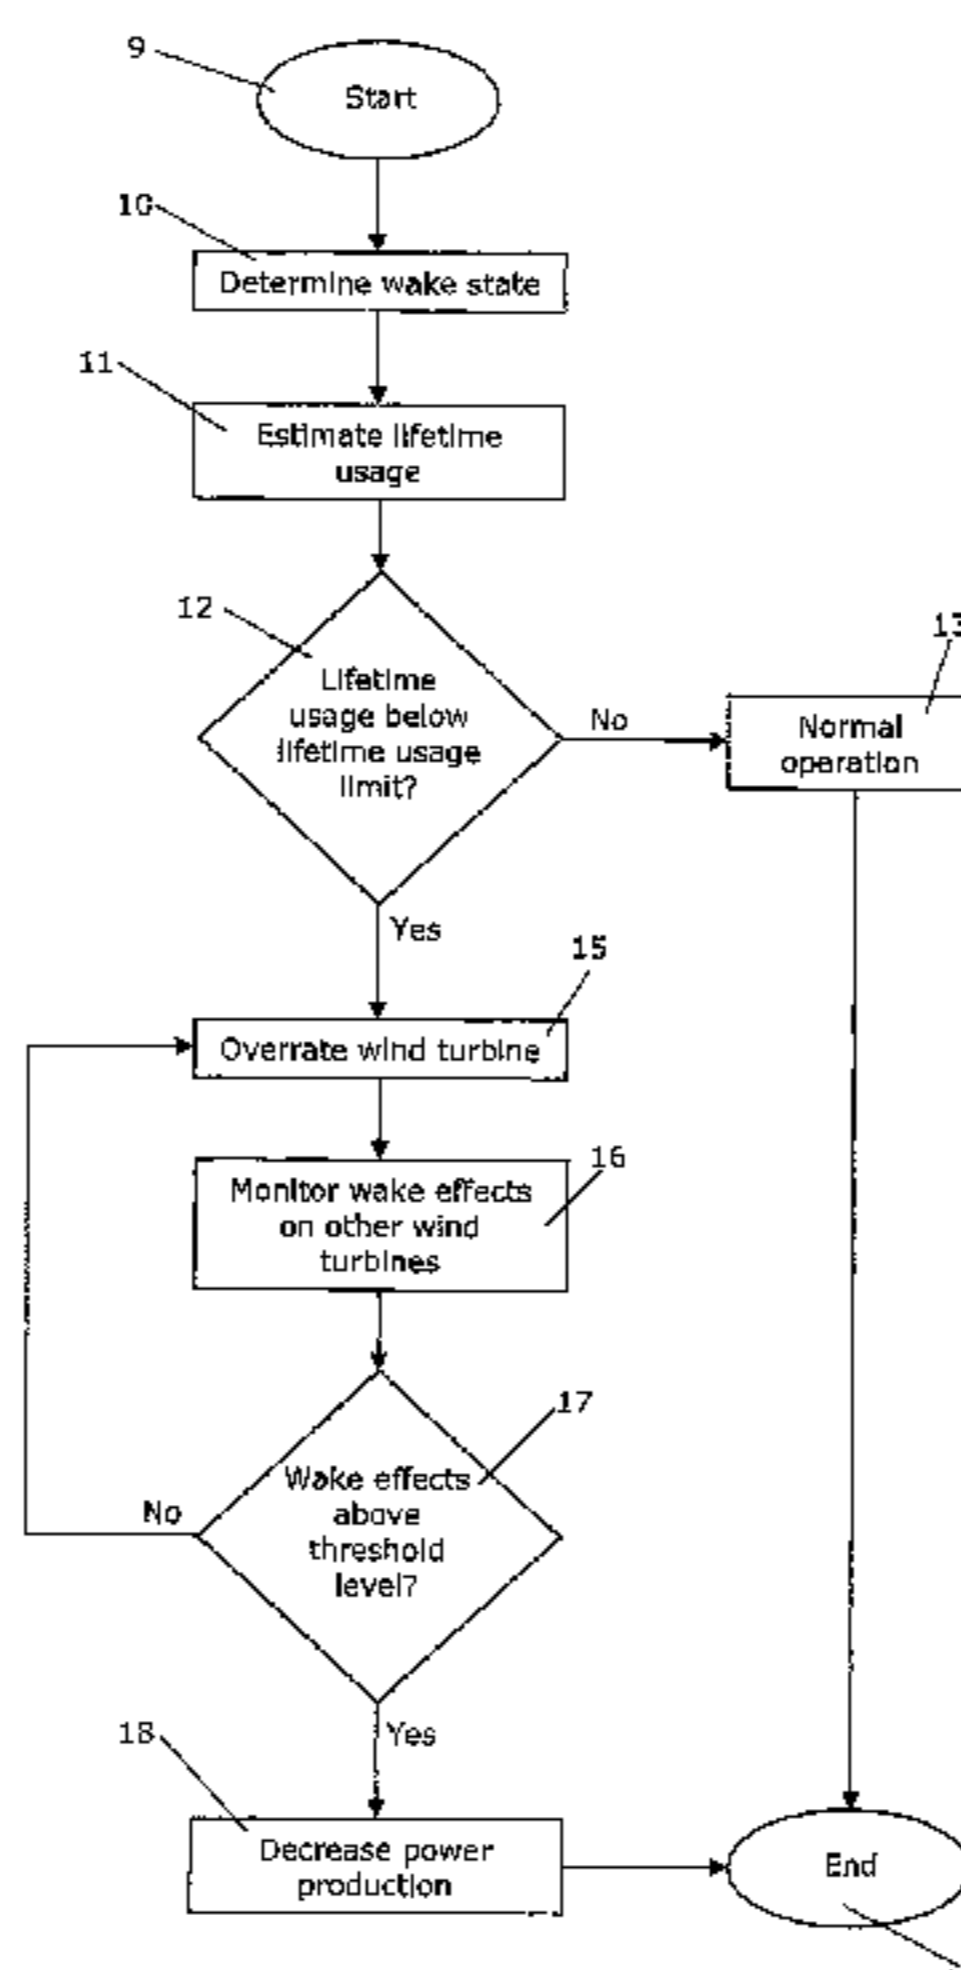 9
Start
10
Determine wake state
11
Estimate lifetime
usage
12
Lifetime
usage below
lifetime usage
limit?
No
13
Normal
operation
Yes
15
Overrate wind turbine
16
Monitor wake effects
on other wind
turbines
17
Wake effects
above
threshold
level?
No
Yes
18
Decrease power
production
End